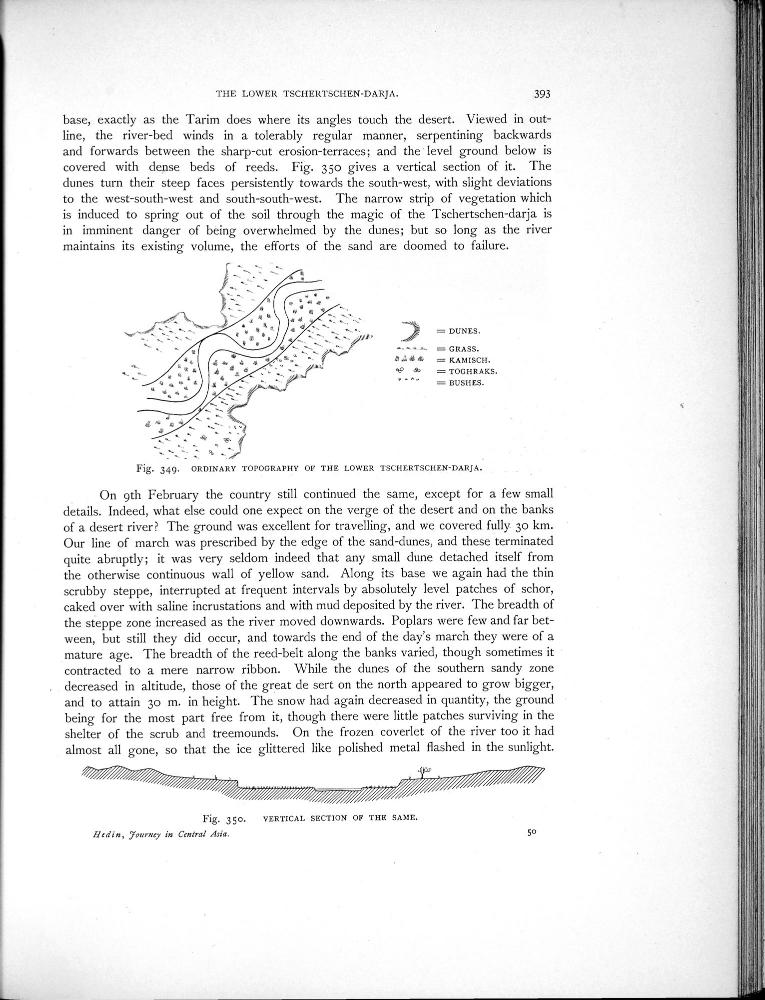 THE LOWER TSCHERTSCHEN-DARJA. 393
base, exactly as the Tarim does where its angles touch the desert. Viewed in out-
line, the river-bed winds in a tolerably regular manner, serpentining backwards
and forwards between the sharp-cut erosion-terraces; and the level ground below is
covered with dense beds of reeds. Fig. 350 gives a vertical section of it. The
dunes turn their steep faces persistently towards the south-west, with slight deviations
to the west-south-west and south-south-west. The narrow strip of vegetation which
is induced to spring out of the soil through the magic of the Tschertschen-darja is
in imminent danger of being overwhelmed by the dunes; but so long as the river
maintains its existing volume, the efforts of the sand are doomed to failure.
= DUNES.
= GRASS.
= KAMISCH.
= TOGHRAKS.
= BUSHES.
Fig. 349. ORDINARY TOPOGRAPHY OF THE LOWER TSCHERTSCHEN-DARJA.
On 9th February the country still continued the same, except for a few small
details. Indeed, what else could one expect on the verge of the desert and on the banks
of a desert river? The ground was excellent for travelling, and we covered fully 30 km.
Our line of march was prescribed by the edge of the sand-dunes, and these terminated
quite abruptly; it was very seldom indeed that any small dune detached itself from
the otherwise continuous wall of yellow sand. Along its base we again had the thin
scrubby steppe, interrupted at frequent intervals by absolutely level patches of schor,
caked over with saline incrustations and with mud deposited by the river. The breadth of
the steppe zone increased as the river moved downwards. Poplars were few and far bet-
ween, but still they did occur, and towards the end of the day's march they were of a
mature age. The breadth of the reed-belt along the banks varied, though sometimes it
contracted to a mere narrow ribbon. While the dunes of the southern sandy zone
decreased in altitude, those of the great de sert on the north appeared to grow bigger,
and to attain 30 m. in height. The snow had again decreased in quantity, the ground
being for the most part free from it, though there were little patches surviving in the
shelter of the scrub and treemounds. On the frozen coverlet of the river too it had
almost all gone, so that the ice glittered like polished metal flashed in the sunlight.
Fig. 350. VERTICAL SECTION OF THE SAME.
Hedin, Journey in Central Asia. 50